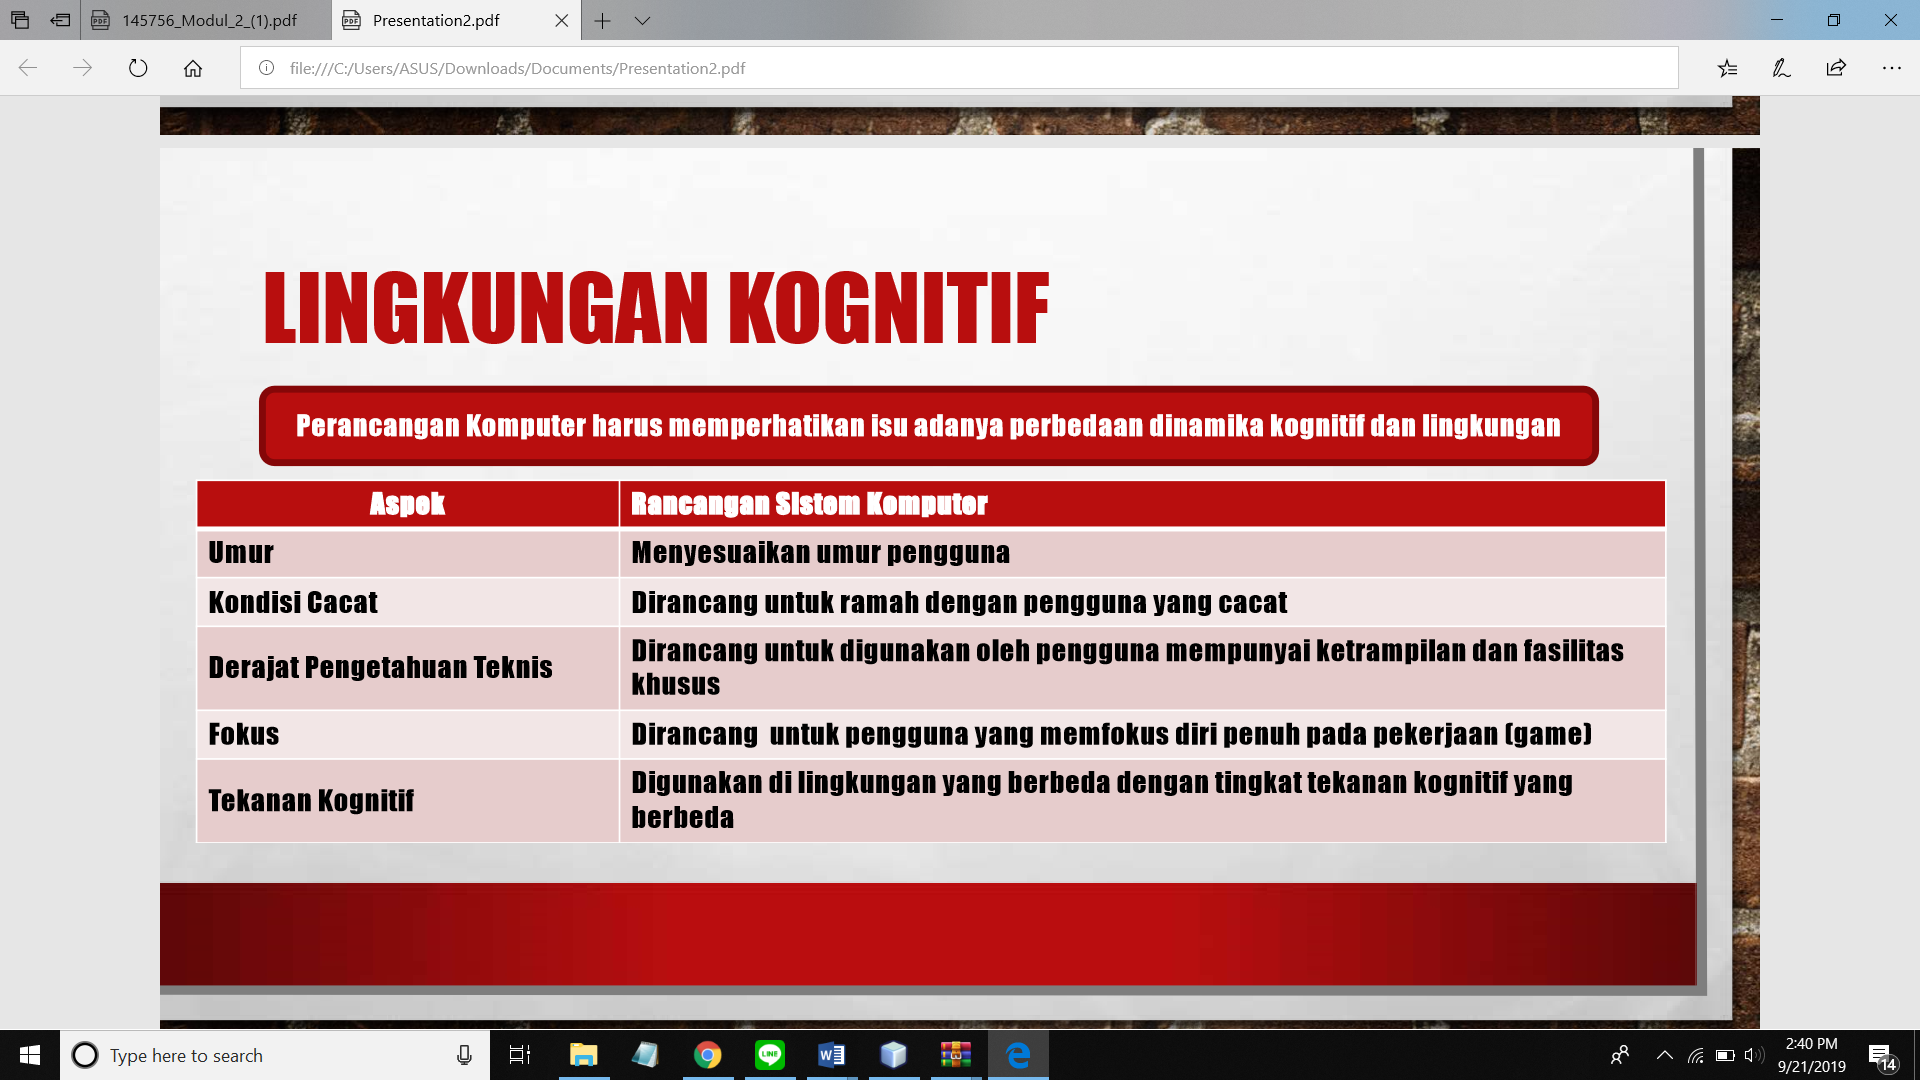 145756_Modul_2_(1).pdf
Presentation2.pdf
file:///C:/Users/ASUS/Downloads/Documents/Presentation2.pdf
LINGKUNGAN KOGNITIF
Perancangan Komputer harus memperhatikan isu adanya perbedaan dinamika kognitif dan lingkungan
Aspek
Rancangan Sistem Komputer
Umur
Menyesuaikan umur pengguna
Kondisi Cacat
Dirancang untuk ramah dengan pengguna yang cacat
Derajat Pengetahuan Teknis
Dirancang untuk digunakan oleh pengguna mempunyai ketrampilan dan fasilitas
khusus
Fokus
Dirancang  untuk pengguna yang memfokus diri penuh pada pekerjaan (game)
Tekanan Kognitif
Digunakan di lingkungan yang berbeda dengan tingkat tekanan kognitif yang
berbeda
Type here to search
2:40 PM
9/21/2019
14